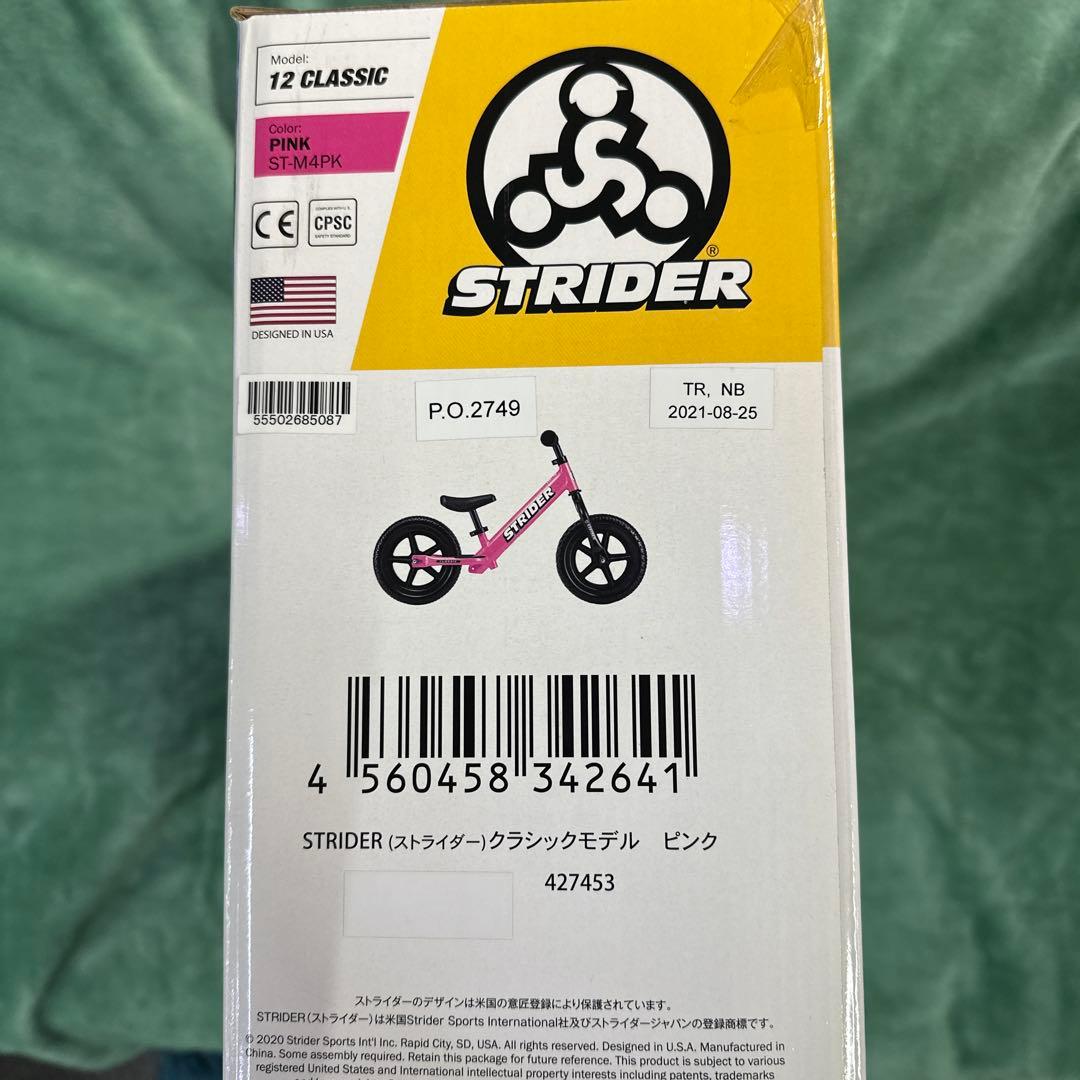 Model:
12 CLASSIC
Color:
PINK
ST-M4PK
CE
COMPLIES WITH U.S.
CPSC
SAFETY STANDARD
DESIGNED IN USA
S
®
STRIDER
55502685087
P.O.2749
TR, NB
2021-08-25
STRIDER
CLASSIC
4 560458 342641
STRIDER (ストライダー)クラシックモデル ピンク
427453
ストライダーのデザインは米国の意匠登録により保護されています。
STRIDER(ストライダー)は米国Strider Sports International社及びストライダージャパンの登録商標です。
© 2020 Strider Sports Int'l Inc. Rapid City, SD, USA. All rights reserved. Designed in U.S.A. Manufactured in
China. Some assembly required. Retain this package for future reference. This product is subject to various
registered United States and International intellectual property interests including patents, trademarks